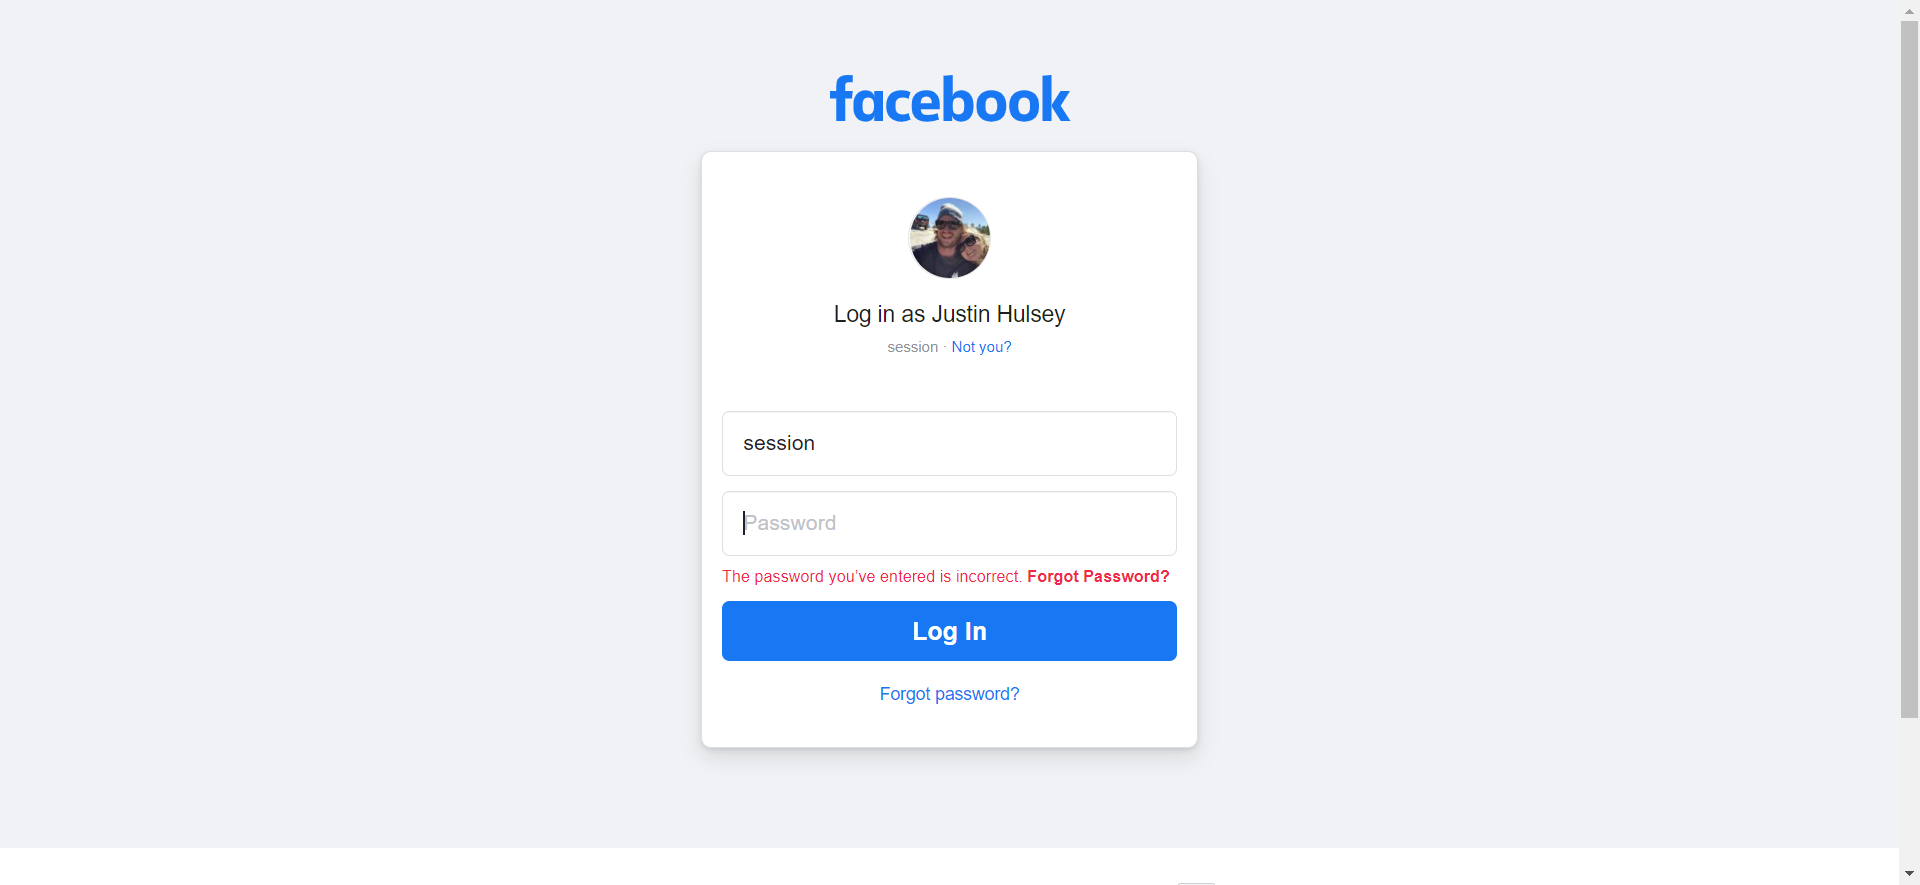 facebook
Log in as Justin Hulsey
session · Not you?
session
Password
The password you've entered is incorrect. Forgot Password?
Log In
Forgot password?